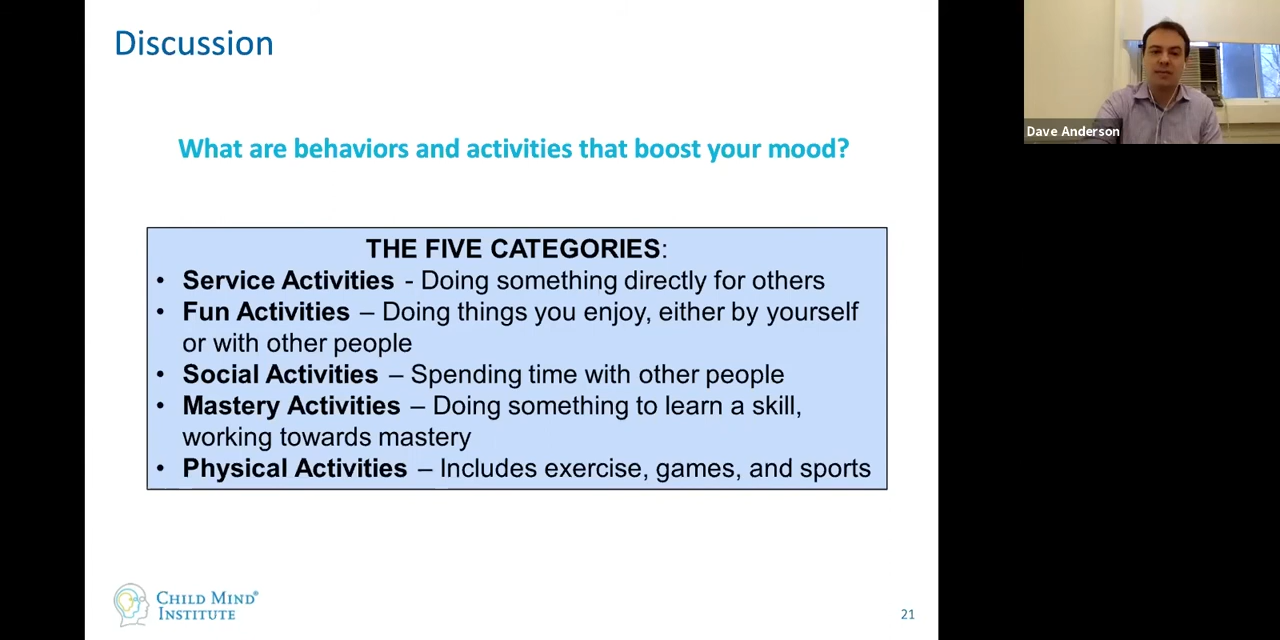 Discussion
Dave Anderson
What are behaviors and activities that boost your mood?
THE FIVE CATEGORIES:
• Service Activities - Doing something directly for others
• Fun Activities – Doing things you enjoy, either by yourself
or with other people
• Social Activities – Spending time with other people
• Mastery Activities – Doing something to learn a skill,
working towards mastery
• Physical Activities – Includes exercise, games, and sports
CHILD MIND®
INSTITUTE
21